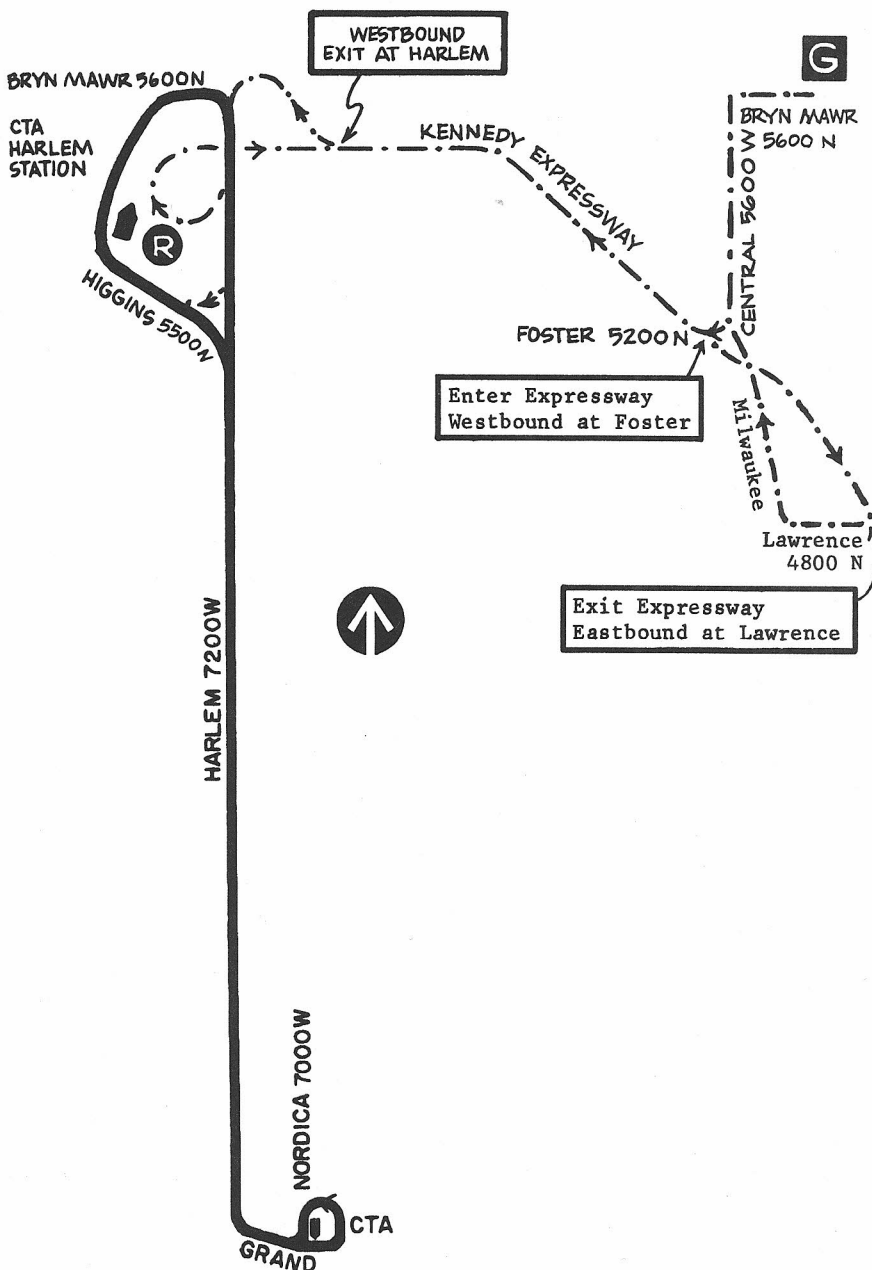 WESTBOUND
EXIT AT HARLEM
G
BRYN MAWR 5600N
CTA
HARLEM
STATION
KENNEDY EXPRESSWAY
BRYN MAWR
5600 N
CENTRAL 5600 W
R
HIGGINS 5500N
FOSTER 5200N
Enter Expressway
Westbound at Foster
Milwaukee
Lawrence
4800 N
Exit Expressway
Eastbound at Lawrence
HARLEM 7200W
NORDICA 7000W
CTA
GRAND